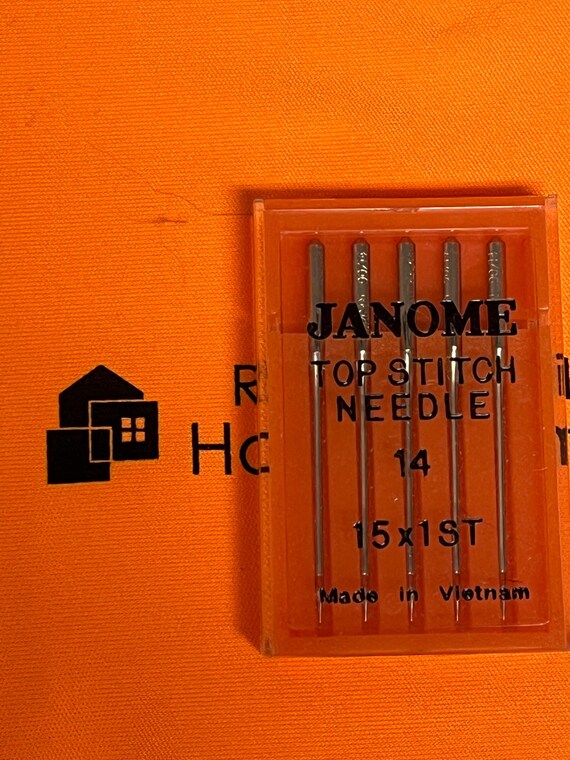 JANOME
TOP STITCH
NEEDLE
14
15x1ST
Made in Vietnam